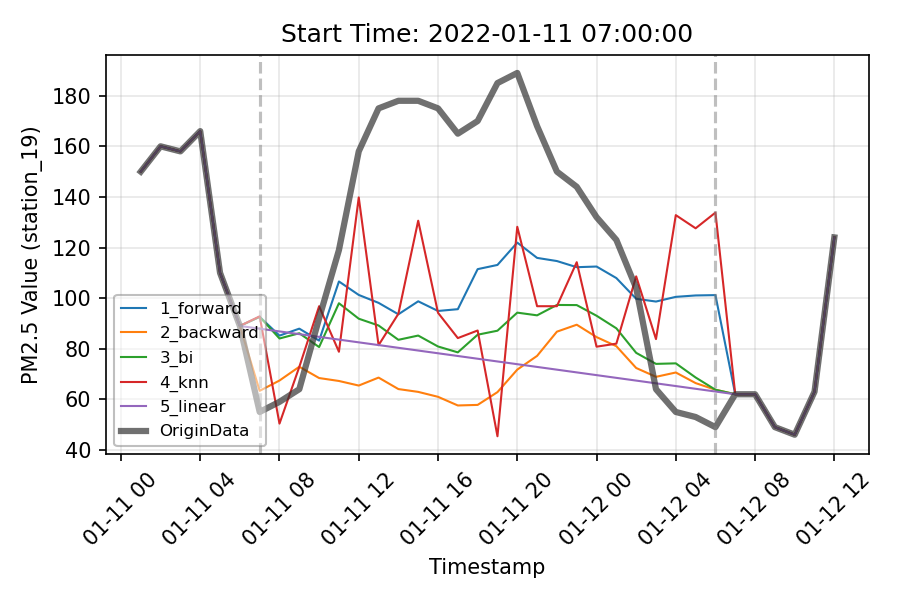 Start Time: 2022-01-11 07:00:00
PM2.5 Value (station_19)
180
160
140
120
100
80
60
40
1_forward
2_backward
3_bi
4_knn
5_linear
OriginData
01-11 00
01-11 04
01-11 08
01-11 12
01-11 16
01-11 20
01-12 00
01-12 04
01-12 08
01-12 12
Timestamp